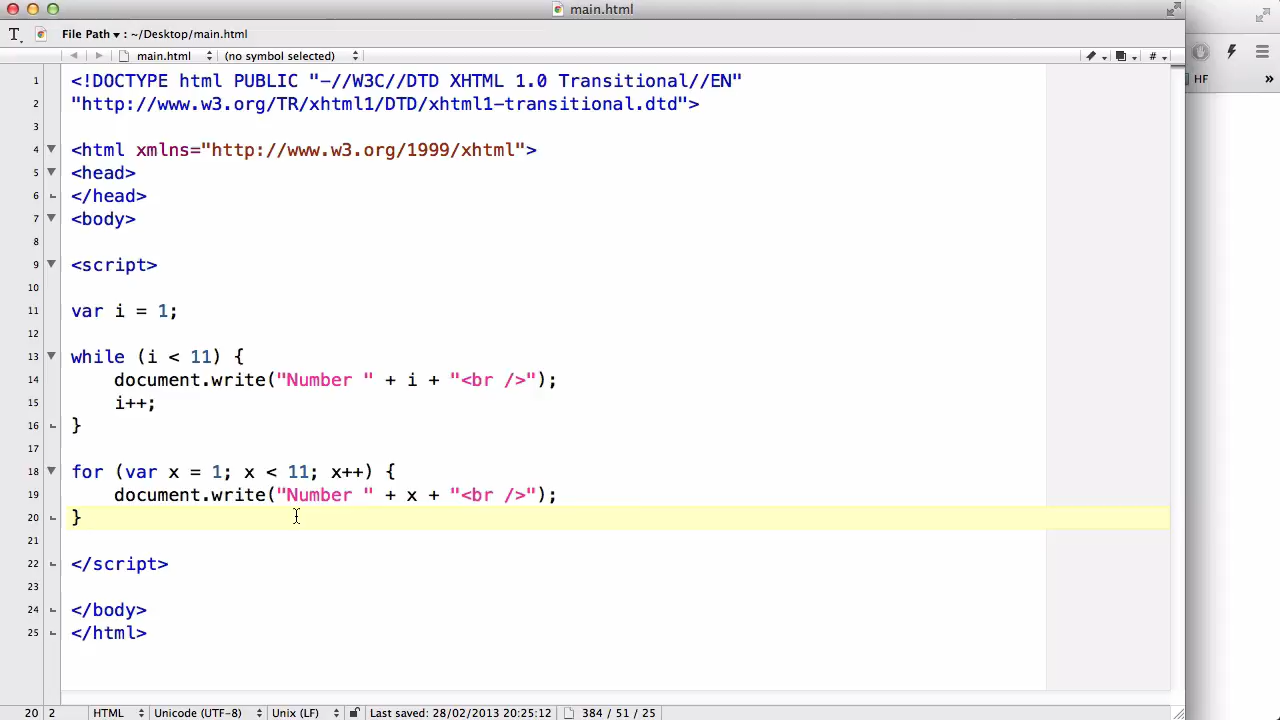 main.html
File Path ▾ : ~/Desktop/main.html
main.html (no symbol selected) #
HF »
1 <!DOCTYPE html PUBLIC "-//W3C//DTD XHTML 1.0 Transitional//EN"
2 "http://www.w3.org/TR/xhtml1/DTD/xhtml1-transitional.dtd">
3
4 <html xmlns="http://www.w3.org/1999/xhtml">
5 <head>
6 </head>
7 <body>
8
9 <script>
10
11 var i = 1;
12
13 while (i < 11) {
14 document.write("Number " + i + "<br />");
15 i++;
16 }
17
18 for (var x = 1; x < 11; x++) {
19 document.write("Number " + x + "<br />");
20 }
21
22 </script>
23
24 </body>
25 </html>
20 2 HTML Unicode (UTF-8) Unix (LF) Last saved: 28/02/2013 20:25:12 384 / 51 / 25